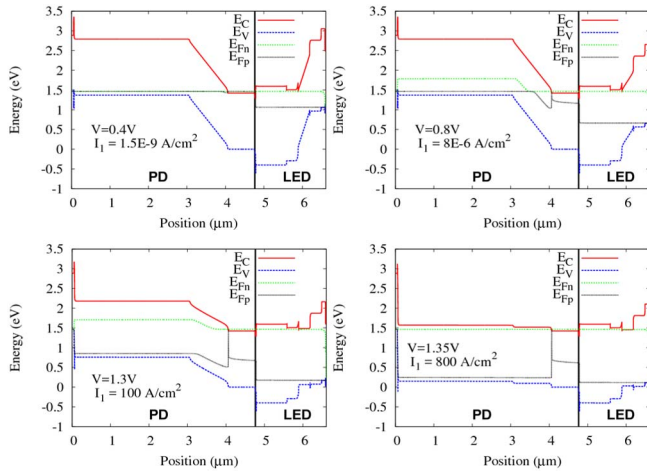 3.5
3
2.5
2
1.5
1
0.5
0
-0.5
-1
Energy (eV)
E_C
E_V
E_Fn
E_Fp
V=0.4V
I_1 = 1.5E-9 A/cm^2
PD
LED
0 1 2 3 4 5 6
Position (μm)
3.5
3
2.5
2
1.5
1
0.5
0
-0.5
-1
Energy (eV)
E_C
E_V
E_Fn
E_Fp
V=0.8V
I_1 = 8E-6 A/cm^2
PD
LED
0 1 2 3 4 5 6
Position (μm)
3.5
3
2.5
2
1.5
1
0.5
0
-0.5
-1
Energy (eV)
E_C
E_V
E_Fn
E_Fp
V=1.3V
I_1 = 100 A/cm^2
PD
LED
0 1 2 3 4 5 6
Position (μm)
3.5
3
2.5
2
1.5
1
0.5
0
-0.5
-1
Energy (eV)
E_C
E_V
E_Fn
E_Fp
V=1.35V
I_1 = 800 A/cm^2
PD
LED
0 1 2 3 4 5 6
Position (μm)